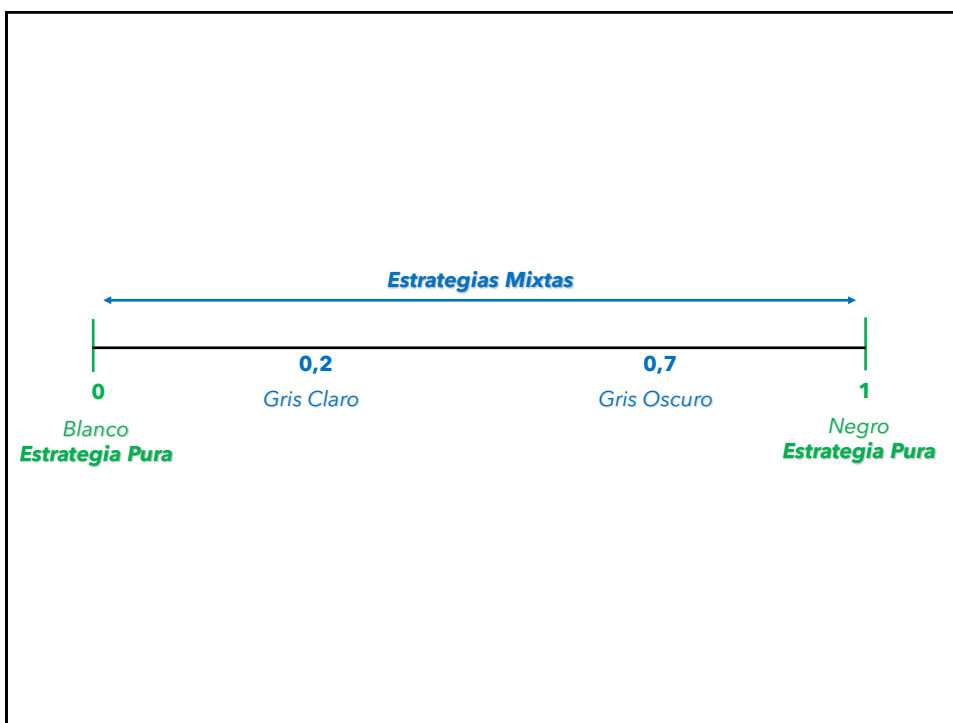 Estrategias Mixtas
0,2
0,7
Gris Claro
Gris Oscuro
0
1
Blanco
Estrategia Pura
Negro
Estrategia Pura